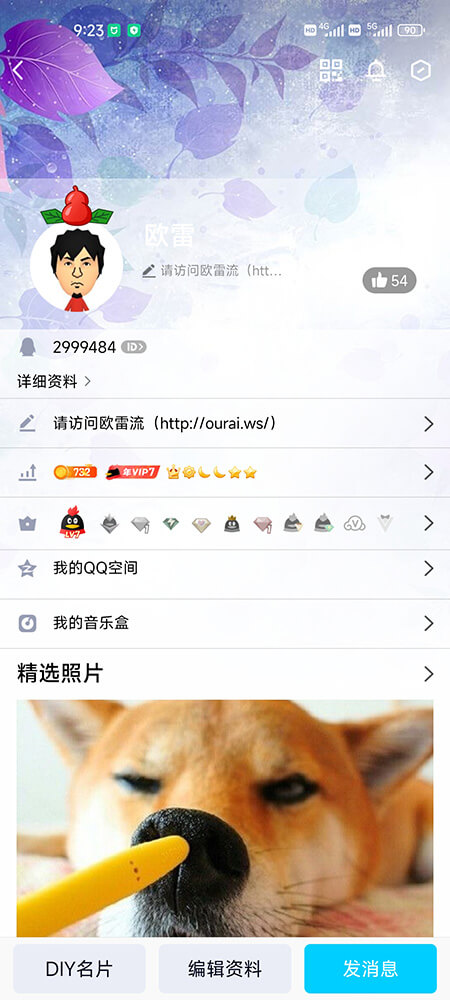 9:23 HD 4G HD 5G 90
欧雷
请访问欧雷流（htt...
54
2999484 ID>
详细资料
请访问欧雷流（http://ourai.ws/）
732 年VIP7
LV7
我的QQ空间
我的音乐盒
精选照片
DIY名片 编辑资料 发消息